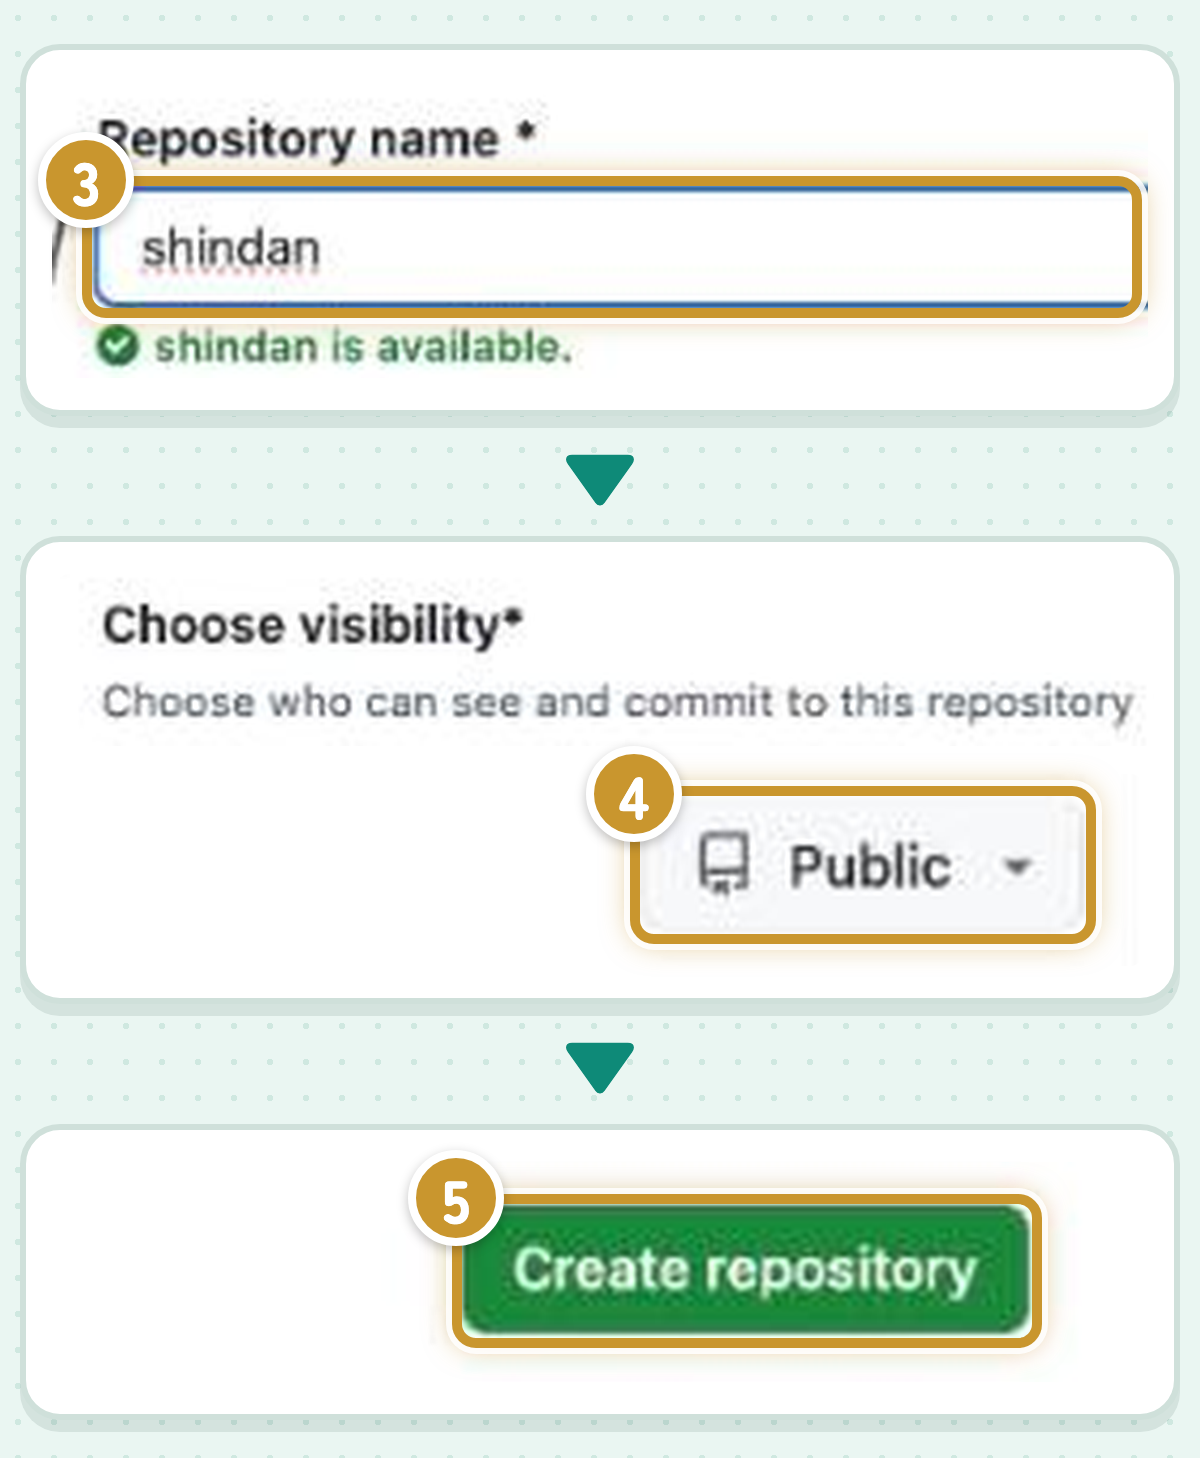 Repository name *
3
shindan
shindan is available.
Choose visibility*
Choose who can see and commit to this repository
4
Public
5
Create repository